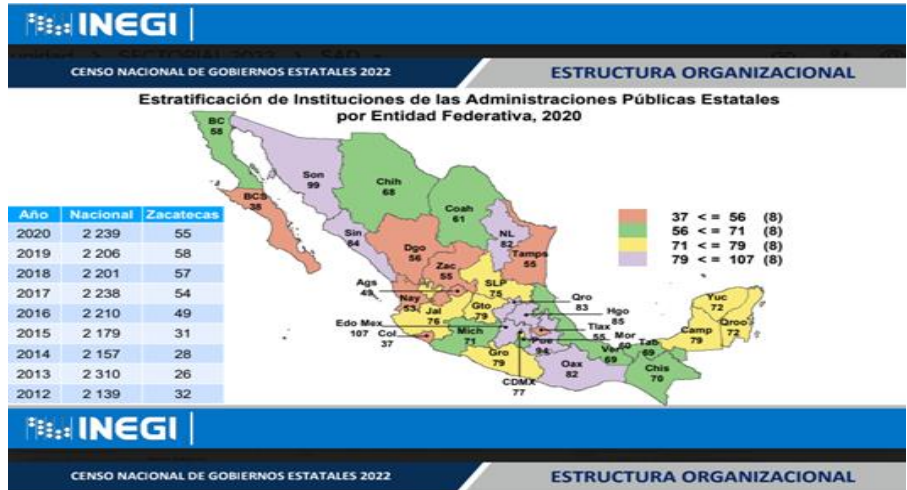 INEGI
CENSO NACIONAL DE GOBIERNOS ESTATALES 2022
ESTRUCTURA ORGANIZACIONAL
Estratificación de Instituciones de las Administraciones Públicas Estatales
por Entidad Federativa, 2020
BC
58
Son
99
Chih
68
BCS
38
Coah
61
Sin
84
NL
82
Dgo
56
Tamps
55
Zac
55
Ags
49
SLP
75
Nay
53
Jal
76
Gto
79
Qro
83
Hgo
85
Edo Mex
107
Col
37
Mich
71
Tlax
55
Mor
60
Pue
94
Ver
69
Tab
69
Gro
79
Oax
82
CDMX
77
Chis
70
Camp
79
Yuc
72
Qroo
72
37 <= 56 (8)
56 <= 71 (8)
71 <= 79 (8)
79 <= 107 (8)
Año Nacional Zacatecas
2020 2 239 55
2019 2 206 58
2018 2 201 57
2017 2 238 54
2016 2 210 49
2015 2 179 31
2014 2 157 28
2013 2 310 26
2012 2 139 32
INEGI
CENSO NACIONAL DE GOBIERNOS ESTATALES 2022
ESTRUCTURA ORGANIZACIONAL